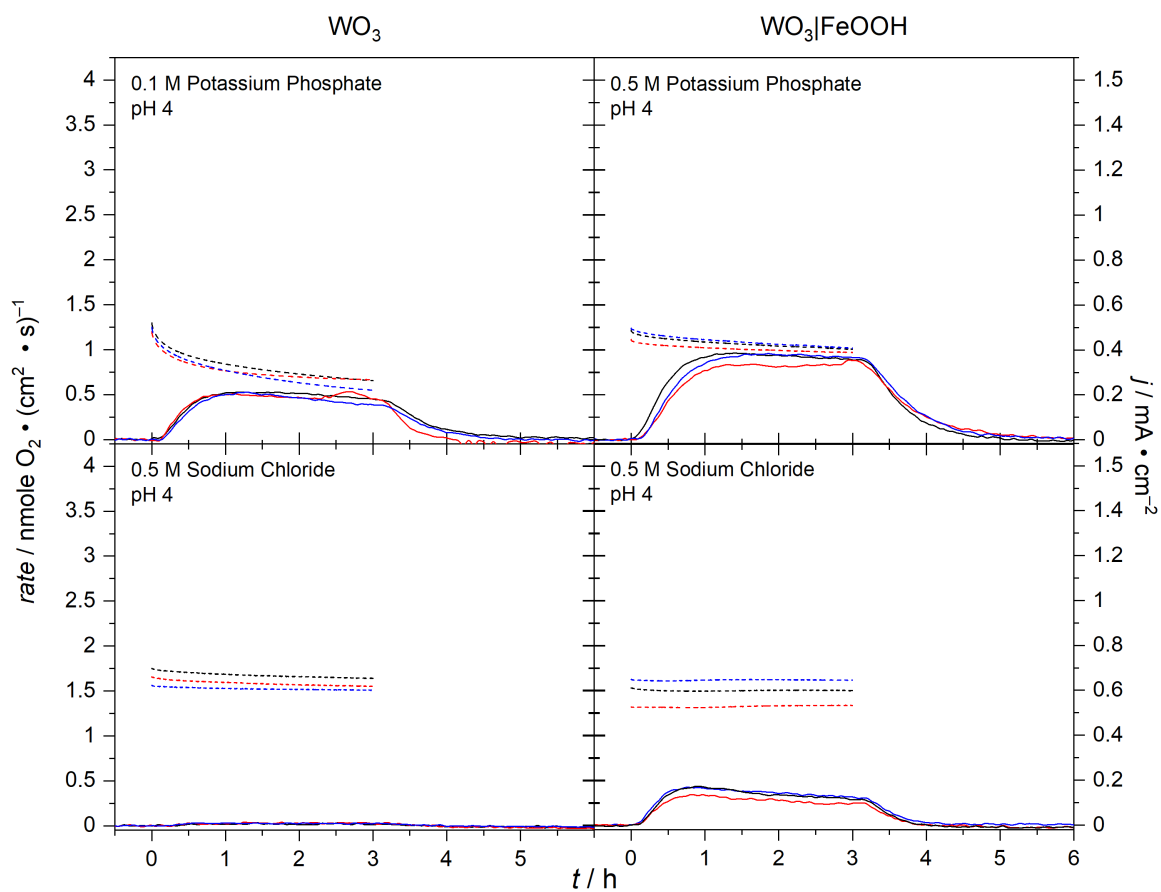 WO₃
WO₃|FeOOH
0.1 M Potassium Phosphate
pH 4
0.5 M Potassium Phosphate
pH 4
4
3.5
3
2.5
2
1.5
1
0.5
0
1.5
1.4
1.2
1
0.8
0.6
0.4
0.2
0
0.5 M Sodium Chloride
pH 4
0.5 M Sodium Chloride
pH 4
4
3.5
3
2.5
2
1.5
1
0.5
0
1.5
1.4
1.2
1
0.8
0.6
0.4
0.2
0
0 1 2 3 4 5
0 1 2 3 4 5 6
rate / nmole O₂ • (cm² • s)⁻¹
j / mA • cm⁻²
t / h